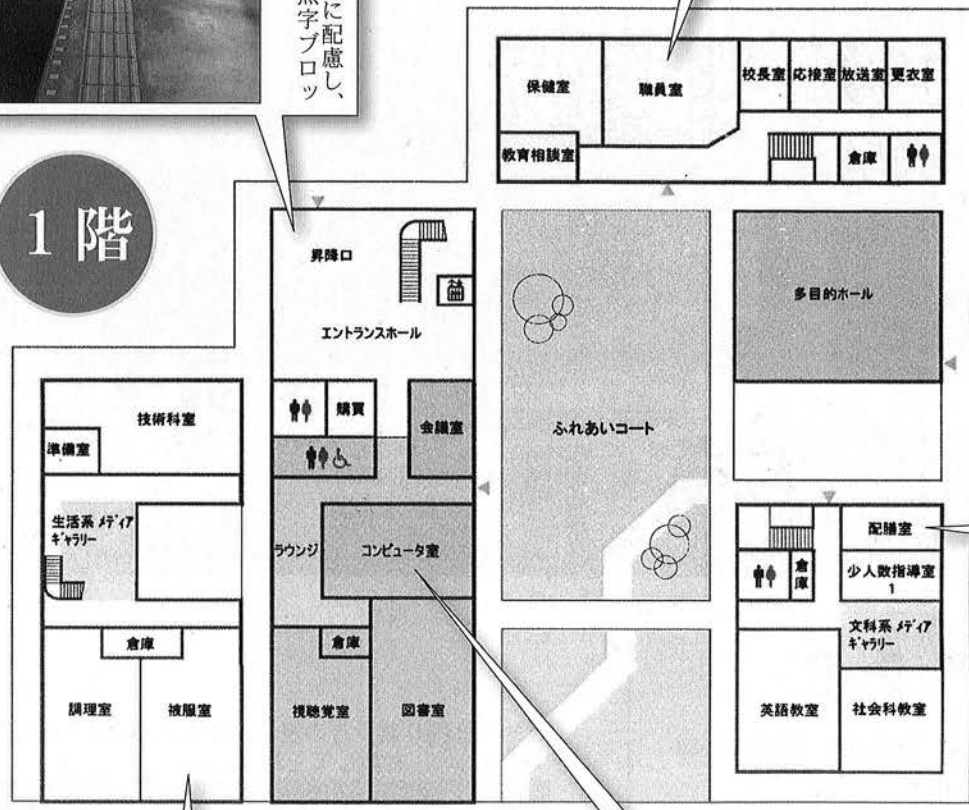 に配慮し、
点字ブロッ
1階
保健室
職員室
校長室
応接室
放送室
更衣室
教育相談室
倉庫
昇降口
エントランスホール
多目的ホール
技術科室
準備室
購買
会議室
ふれあいコート
生活系 メディア
ギャラリー
ラウンジ
コンピュータ室
配膳室
倉庫
少人数指導室
1
文科系 メディア
ギャラリー
倉庫
倉庫
調理室
被服室
視聴覚室
図書室
英語教室
社会科教室